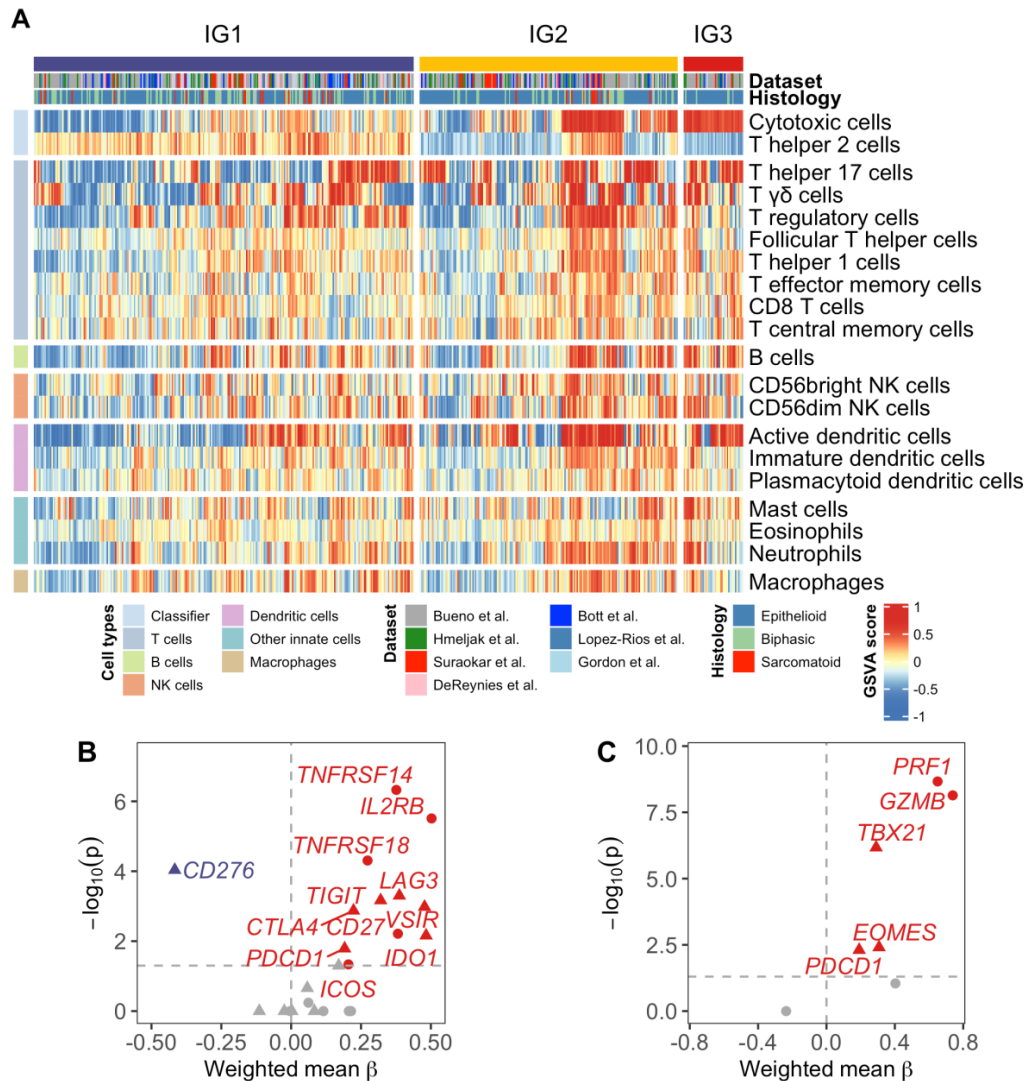 A
IG1 IG2 IG3
Dataset
Histology
Cytotoxic cells
T helper 2 cells
T helper 17 cells
T γδ cells
T regulatory cells
Follicular T helper cells
T helper 1 cells
T effector memory cells
CD8 T cells
T central memory cells
B cells
CD56bright NK cells
CD56dim NK cells
Active dendritic cells
Immature dendritic cells
Plasmacytoid dendritic cells
Mast cells
Eosinophils
Neutrophils
Macrophages
Cell types
Classifier
T cells
B cells
NK cells
Dendritic cells
Other innate cells
Macrophages
Dataset
Bueno et al.
Hmeljak et al.
Suraokar et al.
DeReynies et al.
Bott et al.
Lopez-Rios et al.
Gordon et al.
Histology
Epithelioid
Biphasic
Sarcomatoid
GSVA score
1
0.5
0
-0.5
-1
B
−log10(p)
6
4
2
0
TNFRSF14
IL2RB
TNFRSF18
CD276
LAG3
TIGIT
CTLA4 CD27 VSIR
PDCD1 IDO1
ICOS
-0.50 -0.25 0.00 0.25 0.50
Weighted mean β
C
−log10(p)
10.0
7.5
5.0
2.5
0.0
PRF1
GZMB
TBX21
EOMES
PDCD1
-0.8 -0.4 0.0 0.4 0.8
Weighted mean β